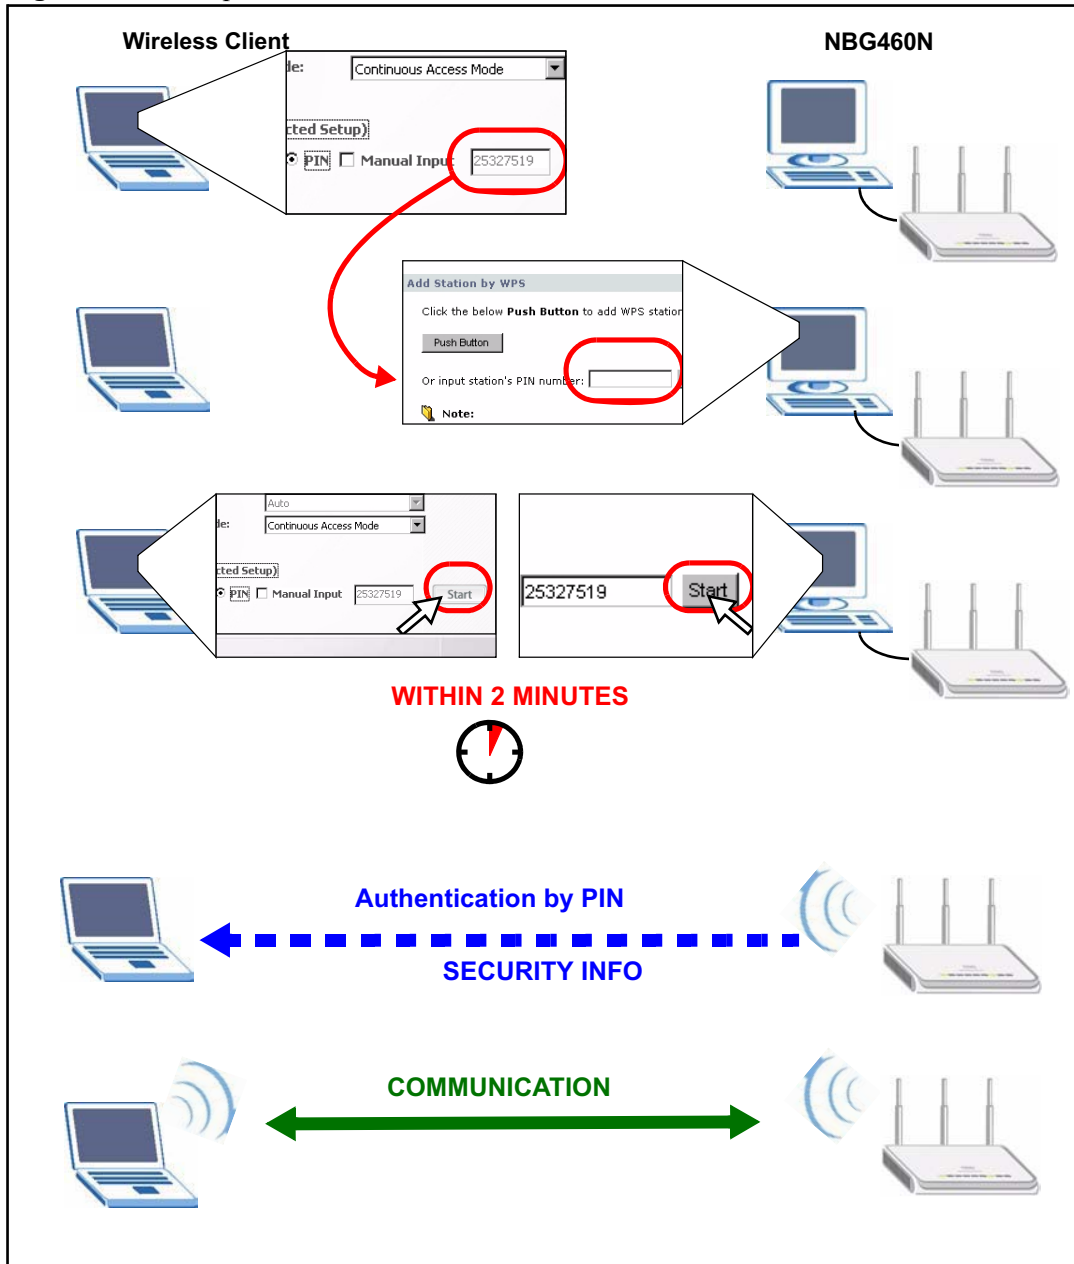 Wireless Client
NBG460N
de:
Continuous Access Mode
cted Setup)
PIN
Manual Input
25327519
Add Station by WPS
Click the below Push Button to add WPS station
Push Button
Or input station's PIN number:
Note:
Auto
de:
Continuous Access Mode
cted Setup)
PIN
Manual Input
25327519
Start
25327519
Start
WITHIN 2 MINUTES
Authentication by PIN
SECURITY INFO
COMMUNICATION